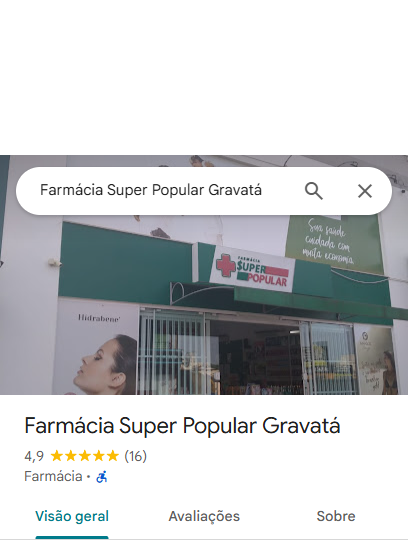 Farmácia Super Popular Gravatá
Sua saúde
cuidada com
muita economia.
FARMÁCIA
SUPER
POPULAR
Hidrabene
Farmácia Super Popular Gravatá
4,9 ★★★★★ (16)
Farmácia ·
Visão geral
Avaliações
Sobre